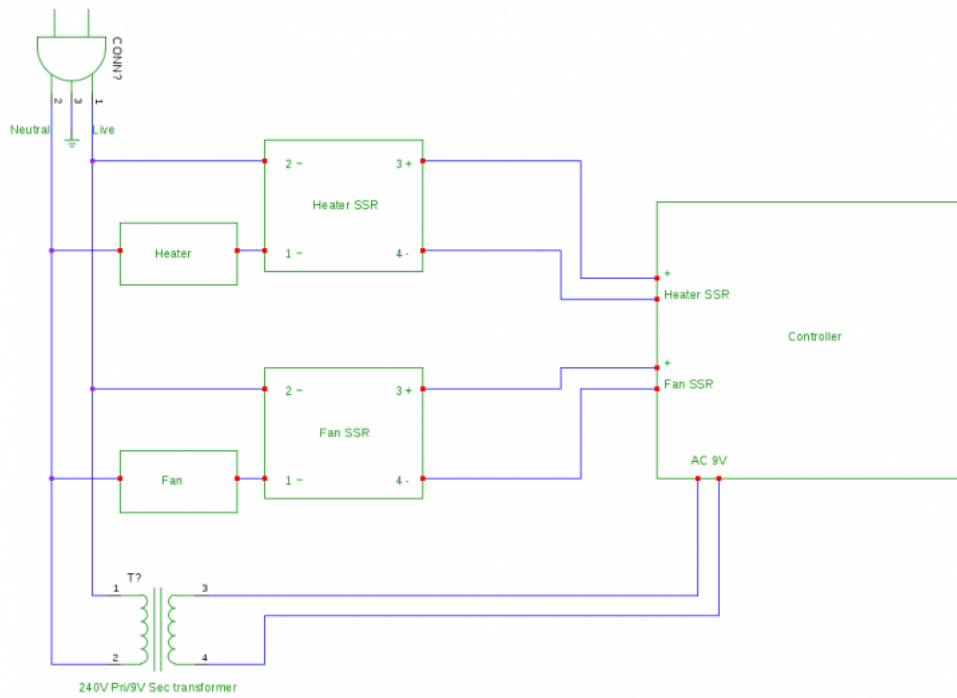 CONN?
2 3 1
Neutral Live
2 ~ 3 +
Heater SSR
Heater 1 ~ 4 -
+
Heater SSR
Controller
+
Fan SSR
2 ~ 3 +
Fan SSR
Fan 1 ~ 4 -
AC 9V
T?
1 3
2 4
240V Pri/9V Sec transformer